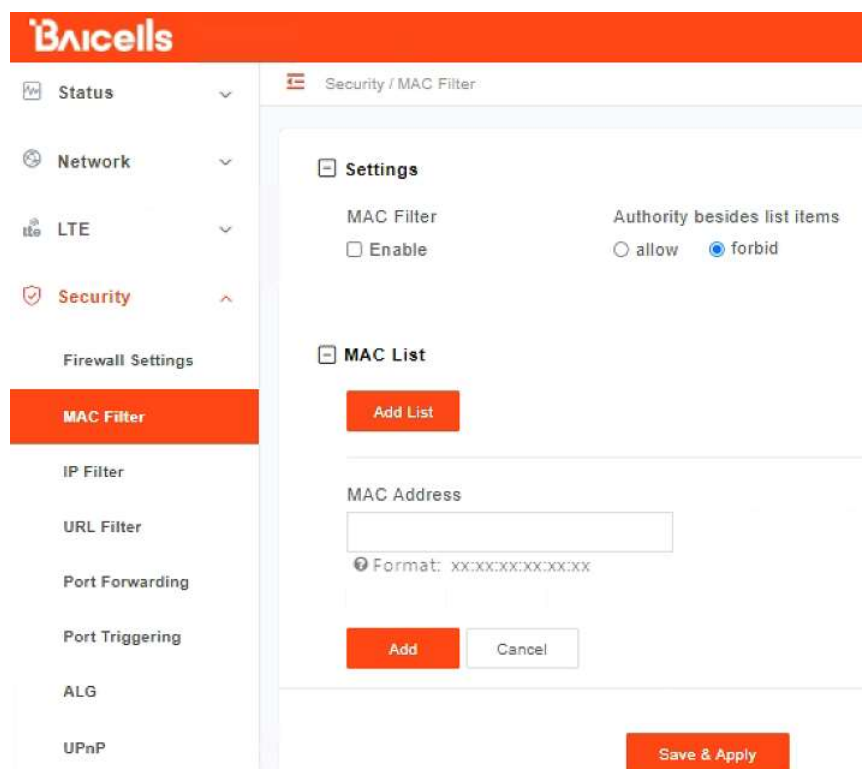 BAICELLS
Security / MAC Filter
Status
Network
LTE
Security
Firewall Settings
MAC Filter
IP Filter
URL Filter
Port Forwarding
Port Triggering
ALG
UPnP
Settings
MAC Filter
Authority besides list items
Enable
allow
forbid
MAC List
Add List
MAC Address
Format: xx:xx:xx:xx:xx:xx
Add
Cancel
Save & Apply